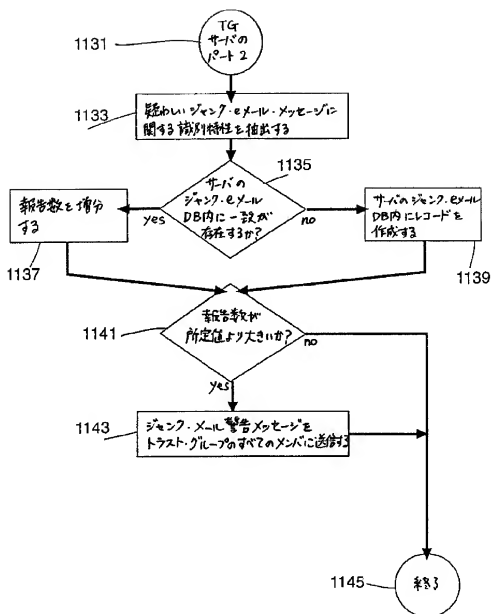 1131
TG
サーバの
パート2
1133
疑わしいジャンク・eメール・メッセージに
関する識別特性を抽出する
1135
サーバの
ジャンク・eメール
DB内に一致が
存在するか?
yes
no
報告数を増分
する
1137
サーバのジャンク・eメール
DB内にレコードを
作成する
1139
1141
報告数が
所定値より大きいか?
no
yes
1143
ジャンク・メール警告メッセージを
トラスト・グループのすべてのメンバに送信する
1145
終了